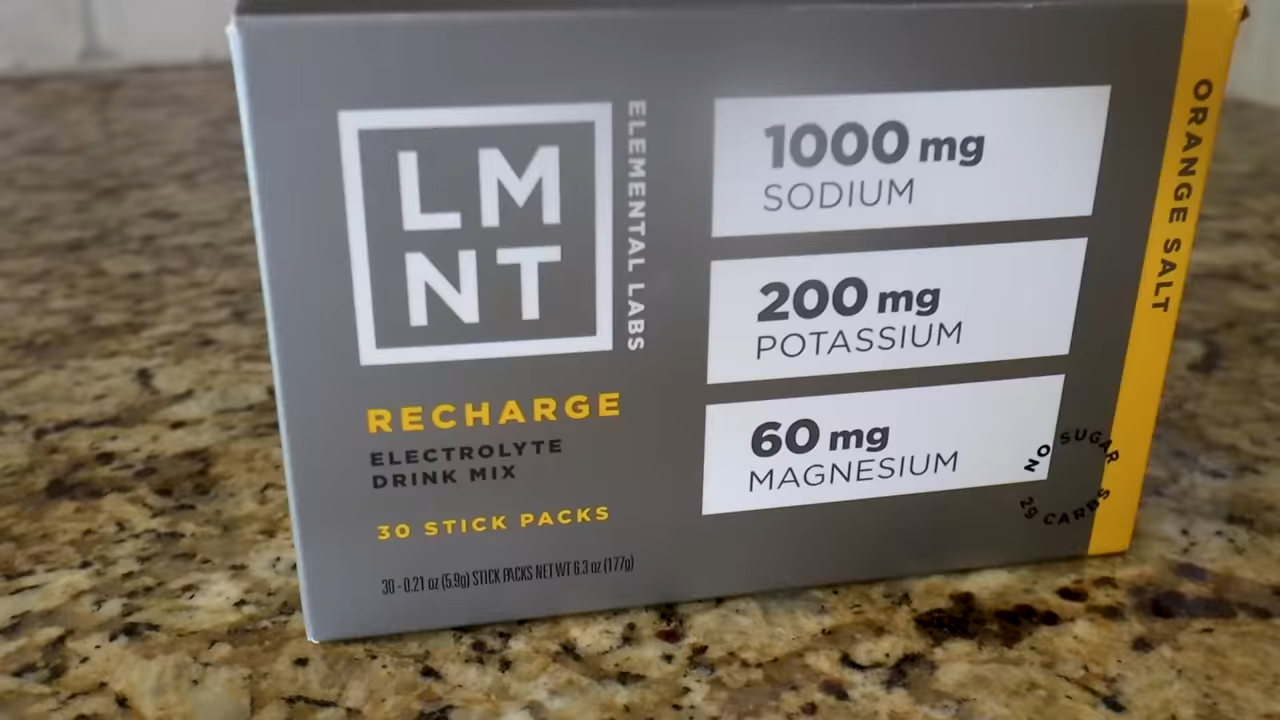 LM
NT
ELEMENTAL LABS
RECHARGE
ELECTROLYTE
DRINK MIX
30 STICK PACKS
30 - 0.21 oz (5.9g) STICK PACKS NET WT 6.3 oz (177g)
1000 mg
SODIUM
200 mg
POTASSIUM
60 mg
MAGNESIUM
NO SUGAR
2g CARBS
ORANGE SALT